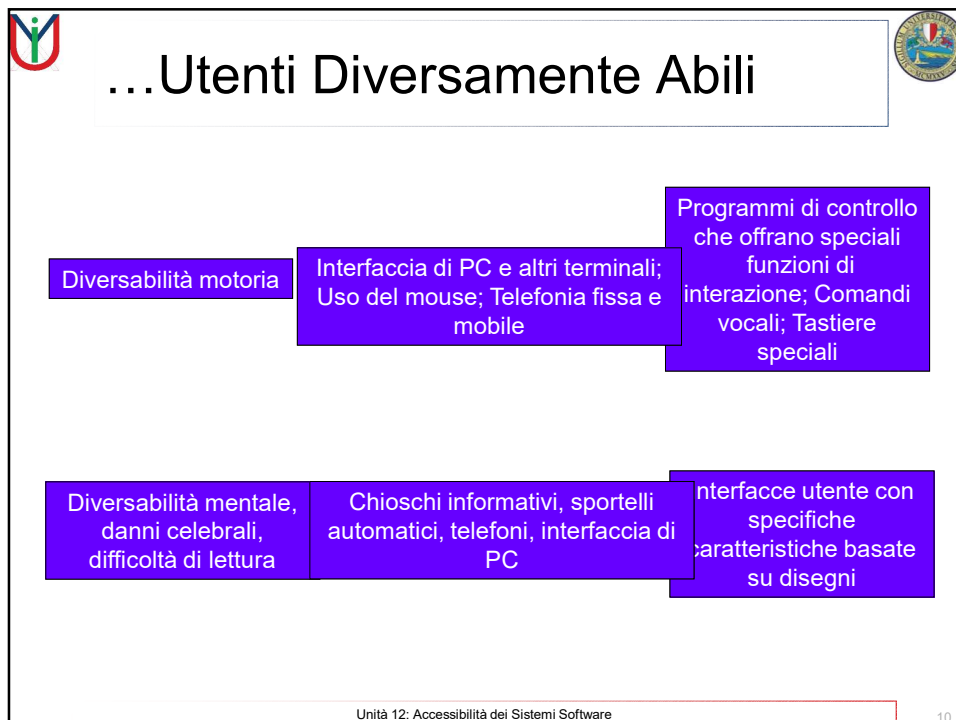 …Utenti Diversamente Abili
Diversabilità motoria
Interfaccia di PC e altri terminali;
Uso del mouse; Telefonia fissa e
mobile
Programmi di controllo
che offrano speciali
funzioni di
interazione; Comandi
vocali; Tastiere
speciali
Diversabilità mentale,
danni celebrali,
difficoltà di lettura
Chioschi informativi, sportelli
automatici, telefoni, interfaccia di
PC
Interfacce utente con
specifiche
caratteristiche basate
su disegni
Unità 12: Accessibilità dei Sistemi Software
10